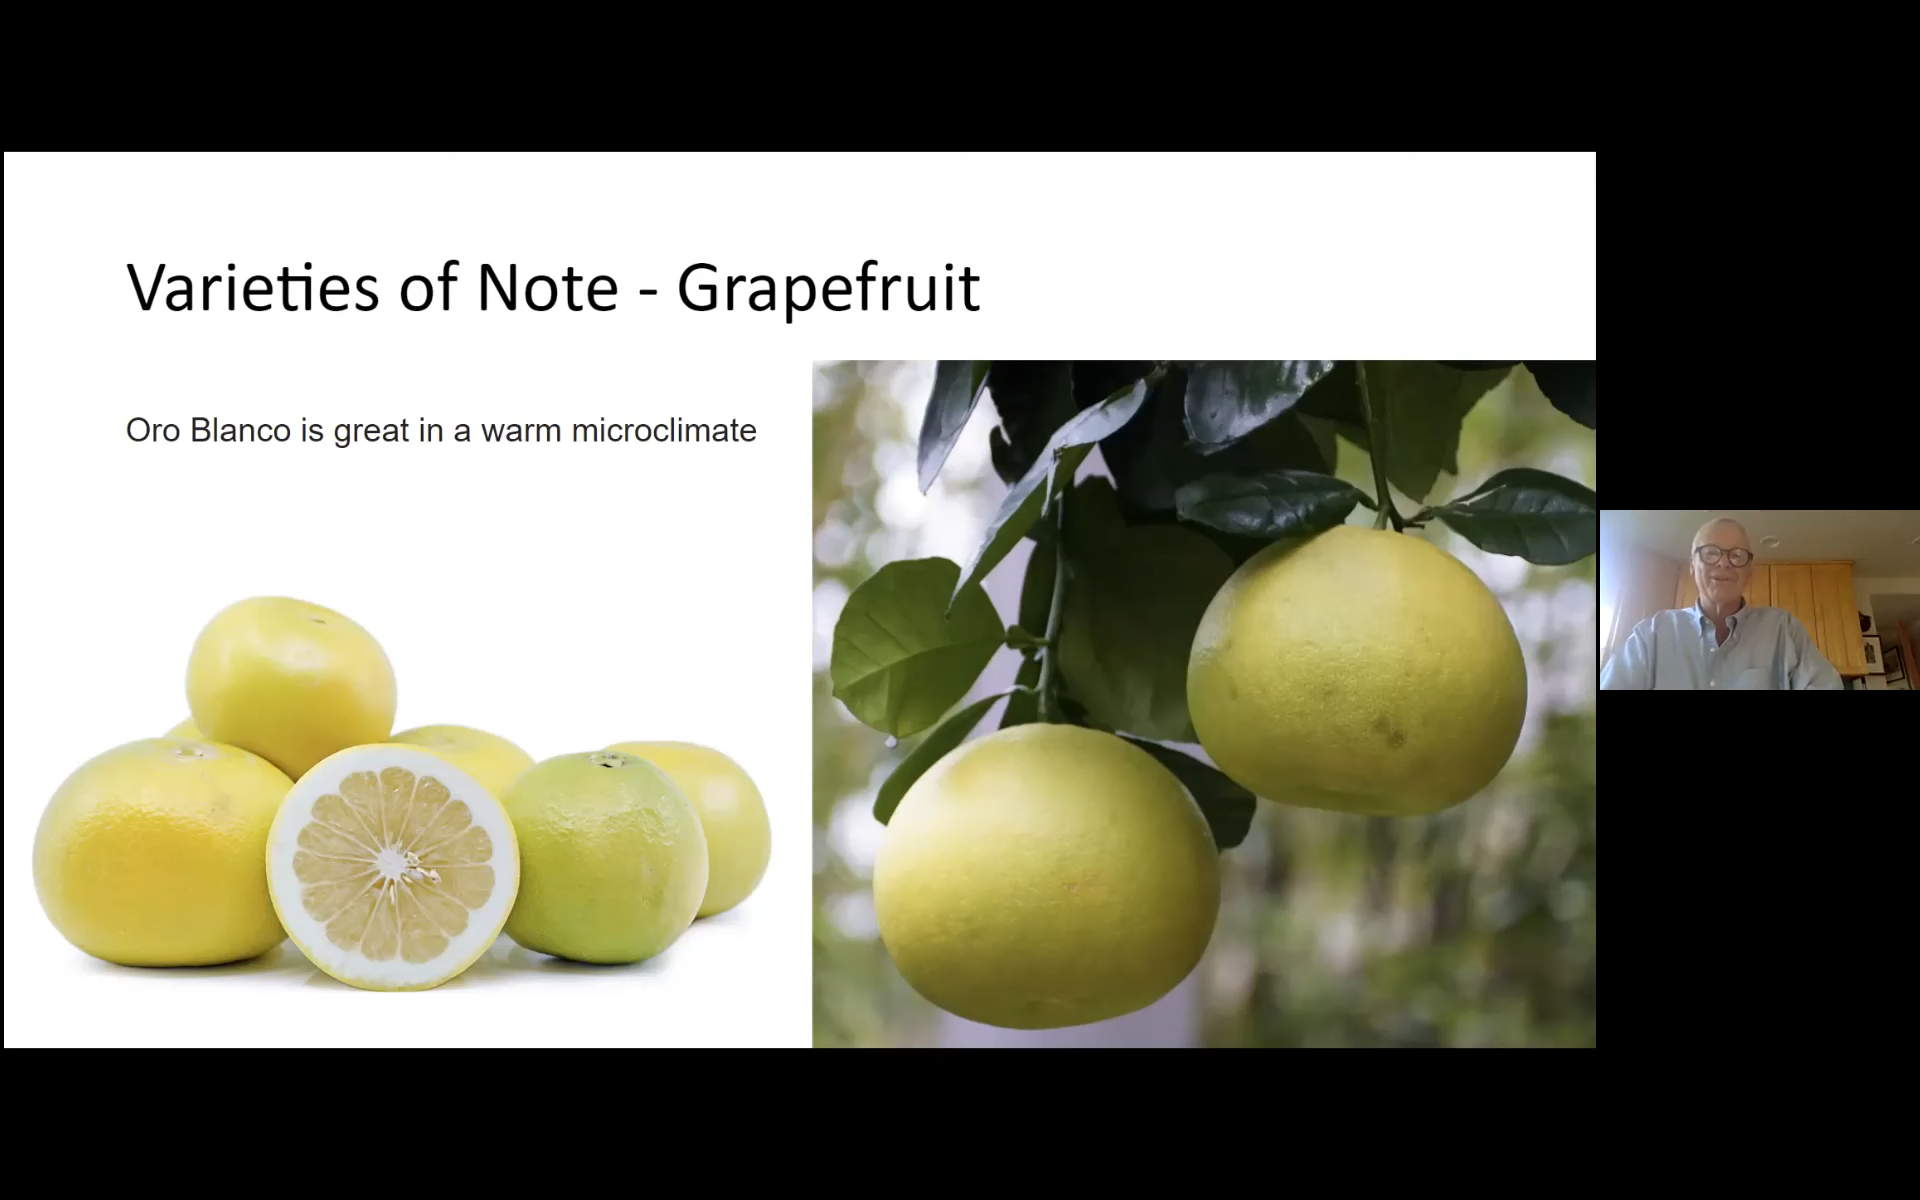 Varieties of Note - Grapefruit
Oro Blanco is great in a warm microclimate